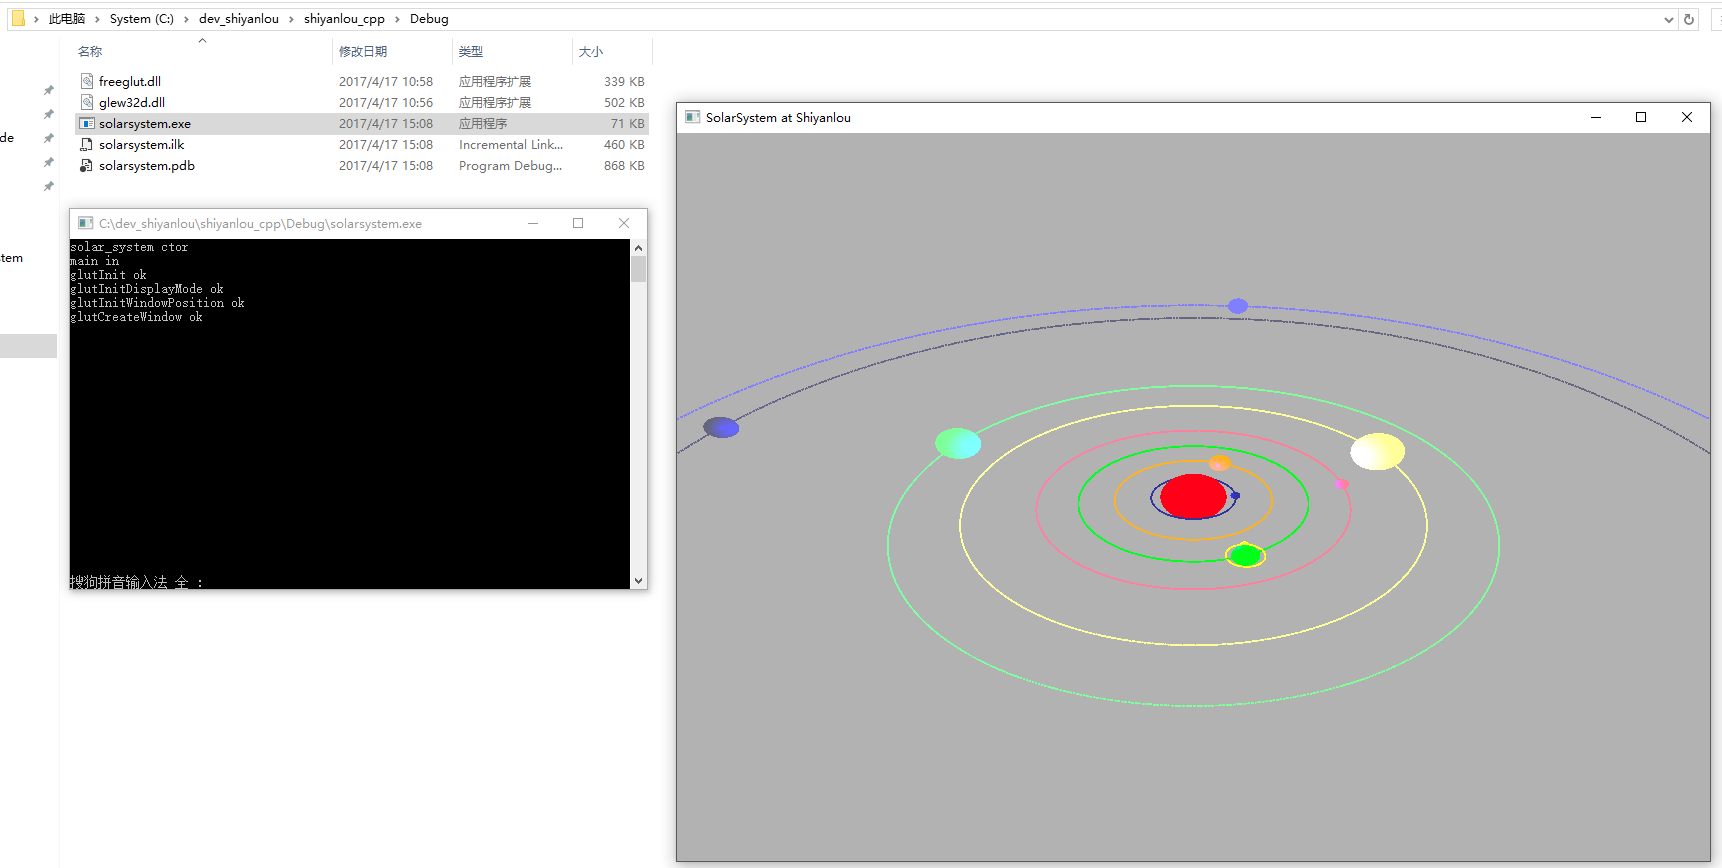 此电脑 › System (C:) › dev_shiyanlou › shiyanlou_cpp › Debug
名称 修改日期 类型 大小
freeglut.dll 2017/4/17 10:58 应用程序扩展 339 KB
glew32d.dll 2017/4/17 10:56 应用程序扩展 502 KB
solarsystem.exe 2017/4/17 15:08 应用程序 71 KB
solarsystem.ilk 2017/4/17 15:08 Incremental Link... 460 KB
solarsystem.pdb 2017/4/17 15:08 Program Debug... 868 KB
de
tem
C:\dev_shiyanlou\shiyanlou_cpp\Debug\solarsystem.exe
solar_system ctor
main in
glutInit ok
glutInitDisplayMode ok
glutInitWindowPosition ok
glutCreateWindow ok
搜狗拼音输入法 全 :
SolarSystem at Shiyanlou